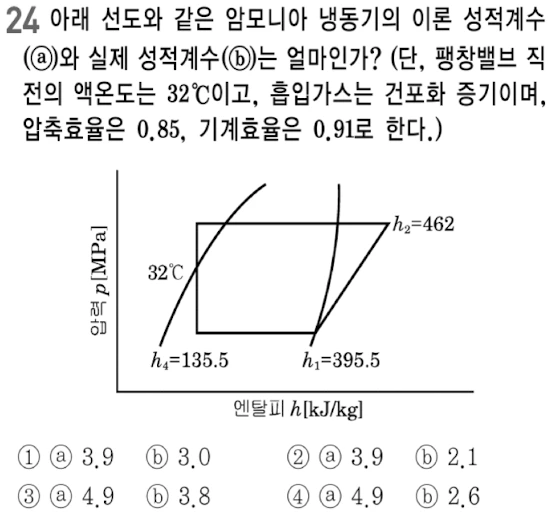 24 아래 선도와 같은 암모니아 냉동기의 이론 성적계수
(ⓐ)와 실제 성적계수(ⓑ)는 얼마인가? (단, 팽창밸브 직
전의 액온도는 32℃이고, 흡입가스는 건포화 증기이며,
압축효율은 0.85, 기계효율은 0.91로 한다.)
압력 p[MPa]
h₂=462
32℃
h₄=135.5
h₁=395.5
엔탈피 h[kJ/kg]
① ⓐ 3.9 ⓑ 3.0 ② ⓐ 3.9 ⓑ 2.1
③ ⓐ 4.9 ⓑ 3.8 ④ ⓐ 4.9 ⓑ 2.6